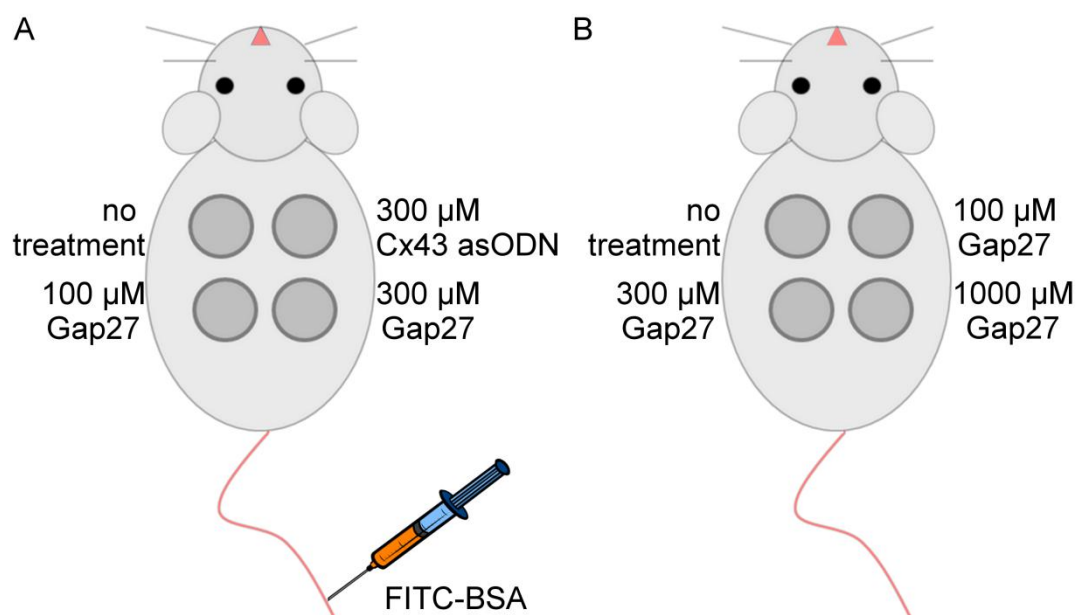 A
no
treatment
300 µM
Cx43 asODN
100 µM
Gap27
300 µM
Gap27
FITC-BSA
B
no
treatment
100 µM
Gap27
300 µM
Gap27
1000 µM
Gap27